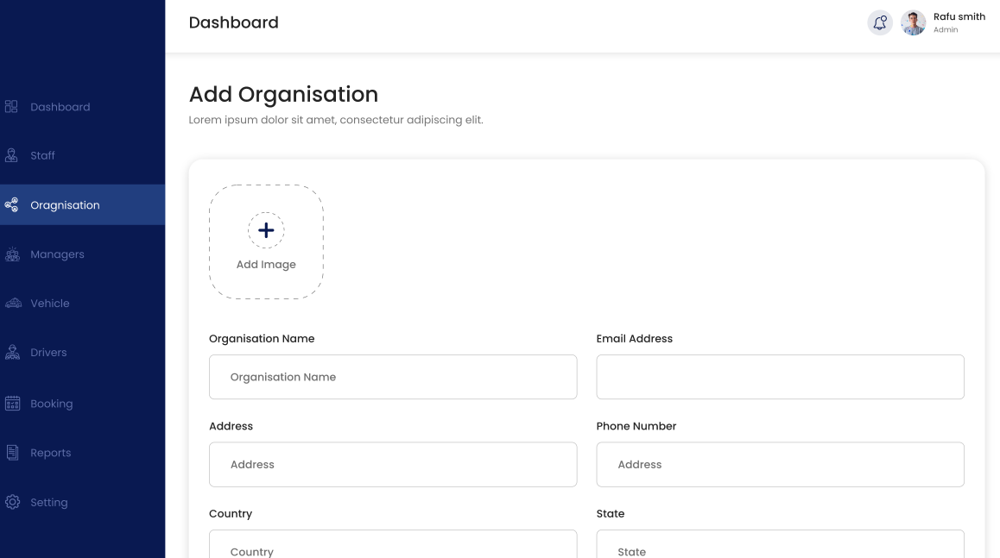 Dashboard
Rafu smith
Admin
Dashboard
Staff
Oragnisation
Managers
Vehicle
Drivers
Booking
Reports
Setting
Add Organisation
Lorem ipsum dolor sit amet, consectetur adipiscing elit.
Add Image
Organisation Name
Email Address
Organisation Name
Address
Phone Number
Address
Address
Country
State
Country
State